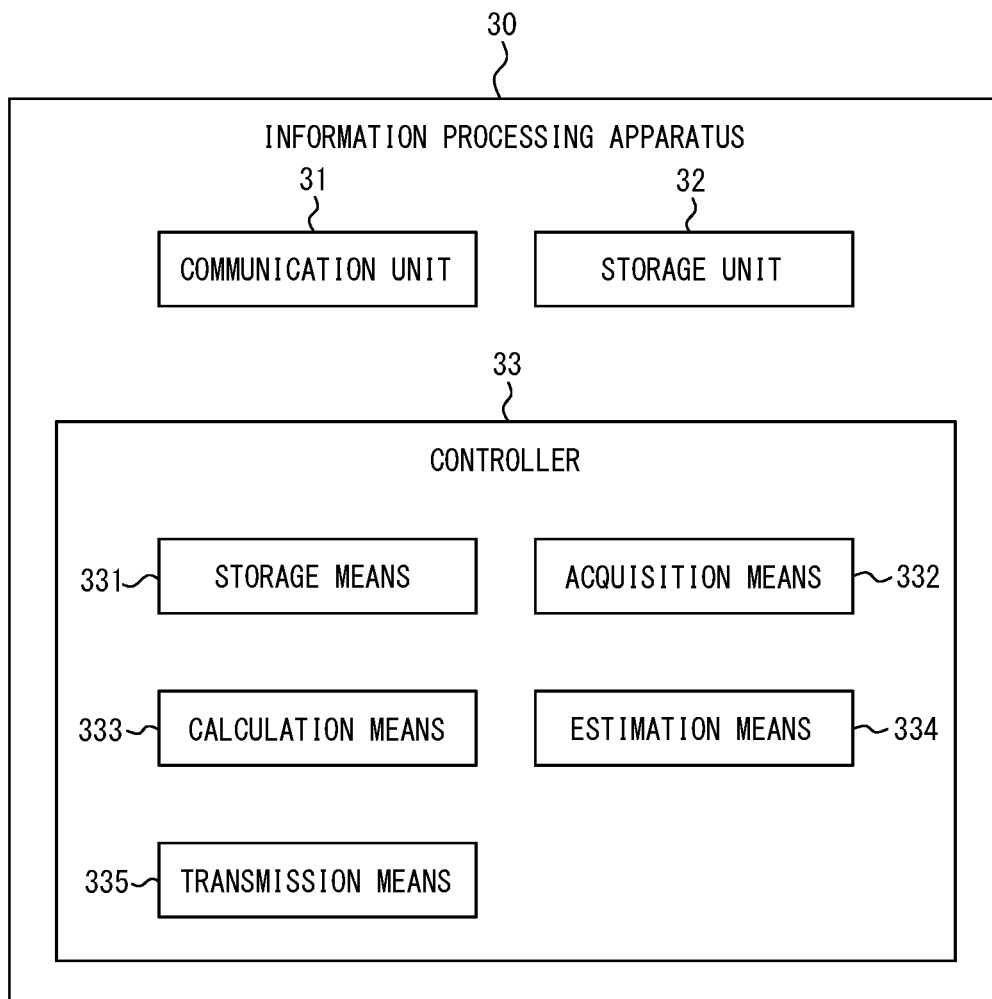 30
INFORMATION PROCESSING APPARATUS
31
32
COMMUNICATION UNIT
STORAGE UNIT
33
CONTROLLER
331
STORAGE MEANS
ACQUISITION MEANS
332
333
CALCULATION MEANS
ESTIMATION MEANS
334
335
TRANSMISSION MEANS